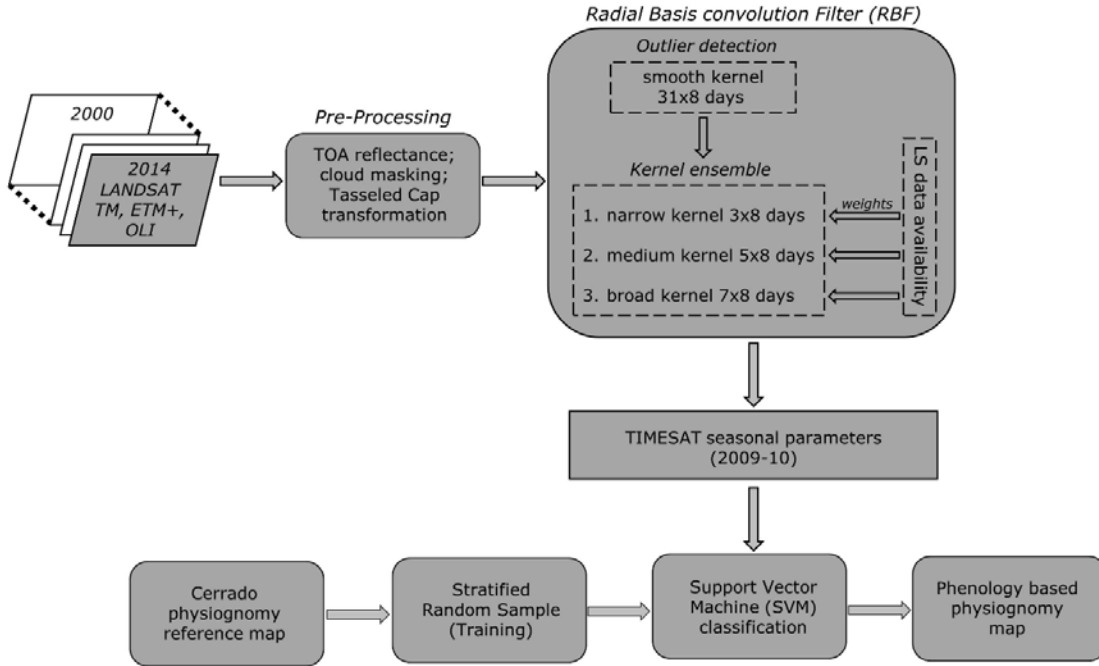 Radial Basis convolution Filter (RBF)
Outlier detection
smooth kernel
31x8 days
2000
2014
LANDSAT
TM, ETM+,
OLI
Pre-Processing
TOA reflectance;
cloud masking;
Tasseled Cap
transformation
Kernel ensemble
1. narrow kernel 3x8 days
2. medium kernel 5x8 days
3. broad kernel 7x8 days
weights
LS data availability
TIMESAT seasonal parameters
(2009-10)
Cerrado
physiognomy
reference map
Stratified
Random Sample
(Training)
Support Vector
Machine (SVM)
classification
Phenology based
physiognomy
map